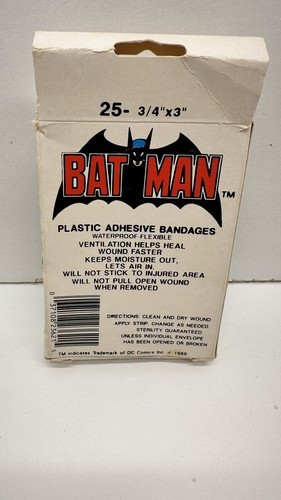 25- 3/4"x3"
BATMAN TM
PLASTIC ADHESIVE BANDAGES
WATERPROOF-FLEXIBLE
VENTILATION HELPS HEAL
WOUND FASTER
KEEPS MOISTURE OUT,
LETS AIR IN.
WILL NOT STICK TO INJURED AREA
WILL NOT PULL OPEN WOUND
WHEN REMOVED
DIRECTIONS: CLEAN AND DRY WOUND
APPLY STRIP, CHANGE AS NEEDED
STERILITY GUARANTEED
UNLESS INDIVIDUAL ENVELOPE
HAS BEEN OPENED OR BROKEN
TM indicates Trademark of DC Comics Inc. 1989